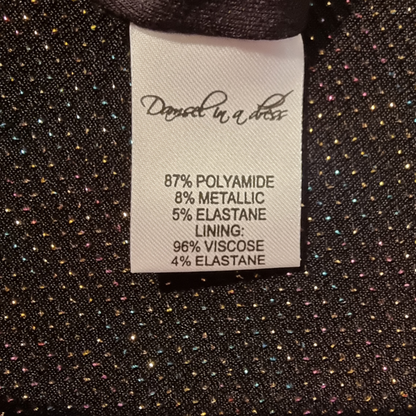 Damsel in a dress
87% POLYAMIDE
8% METALLIC
5% ELASTANE
LINING:
96% VISCOSE
4% ELASTANE